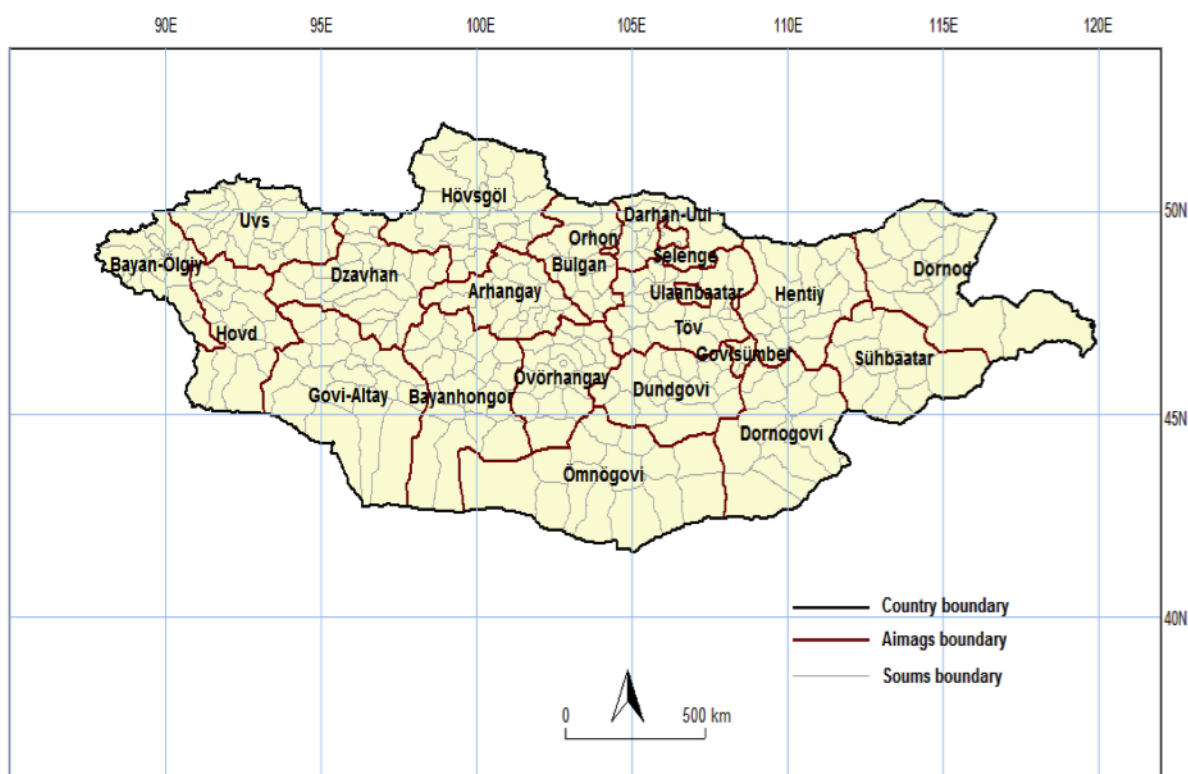 90E 95E 100E 105E 110E 115E 120E
Hövsgöl
50N
Uvs
Darhan-Uul
Orhon
Selenge
Bayan-Ölgiy
Dzavhan
Bulgan
Dornod
Arhangay
Ulaanbaatar
Hentiy
Hovd
Töv
Govisümber
Sühbaatar
Övörhangay
Dundgovi
Govi-Altay
Bayanhongor
45N
Dornogovi
Ömnögovi
Country boundary
40N
Aimags boundary
Soums boundary
0 500 km